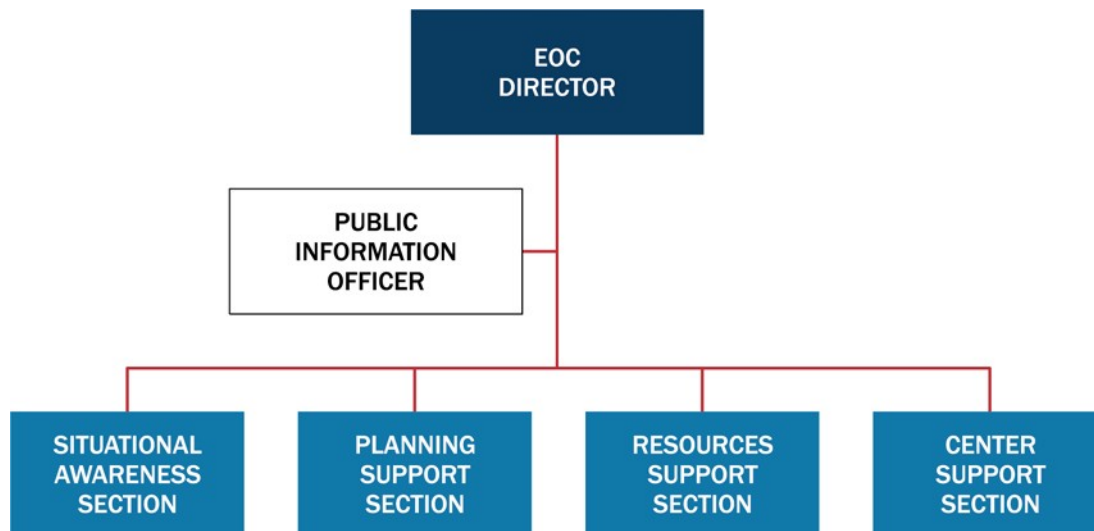 EOC
DIRECTOR
PUBLIC
INFORMATION
OFFICER
SITUATIONAL
AWARENESS
SECTION
PLANNING
SUPPORT
SECTION
RESOURCES
SUPPORT
SECTION
CENTER
SUPPORT
SECTION